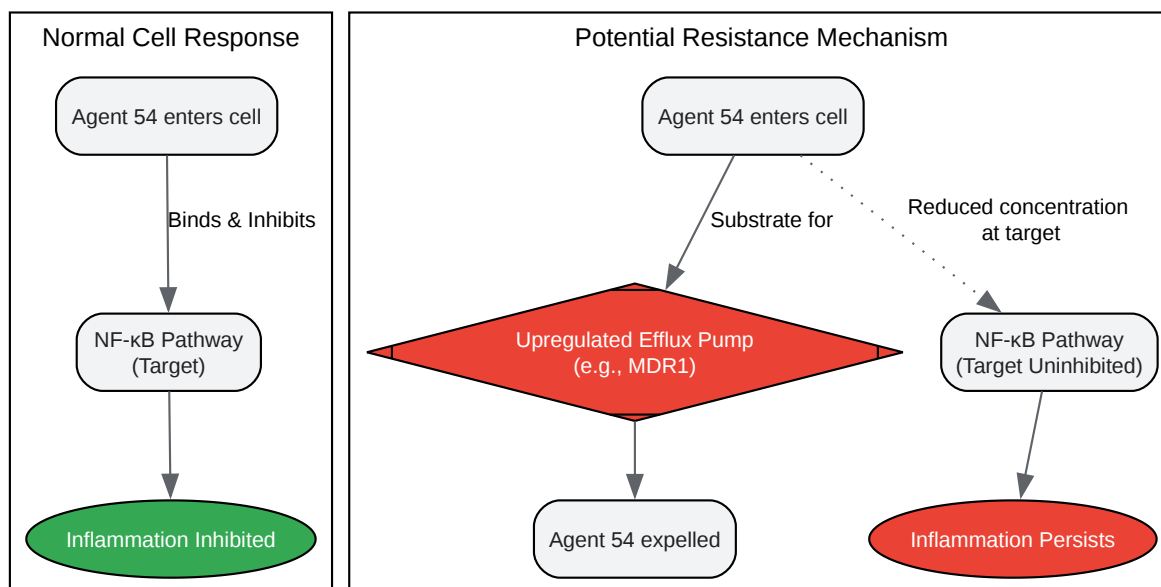 Normal Cell Response
Agent 54 enters cell
Binds & Inhibits
NF-κB Pathway
(Target)
Inflammation Inhibited
Potential Resistance Mechanism
Agent 54 enters cell
Substrate for
Reduced concentration
at target
Upregulated Efflux Pump
(e.g., MDR1)
NF-κB Pathway
(Target Uninhibited)
Agent 54 expelled
Inflammation Persists